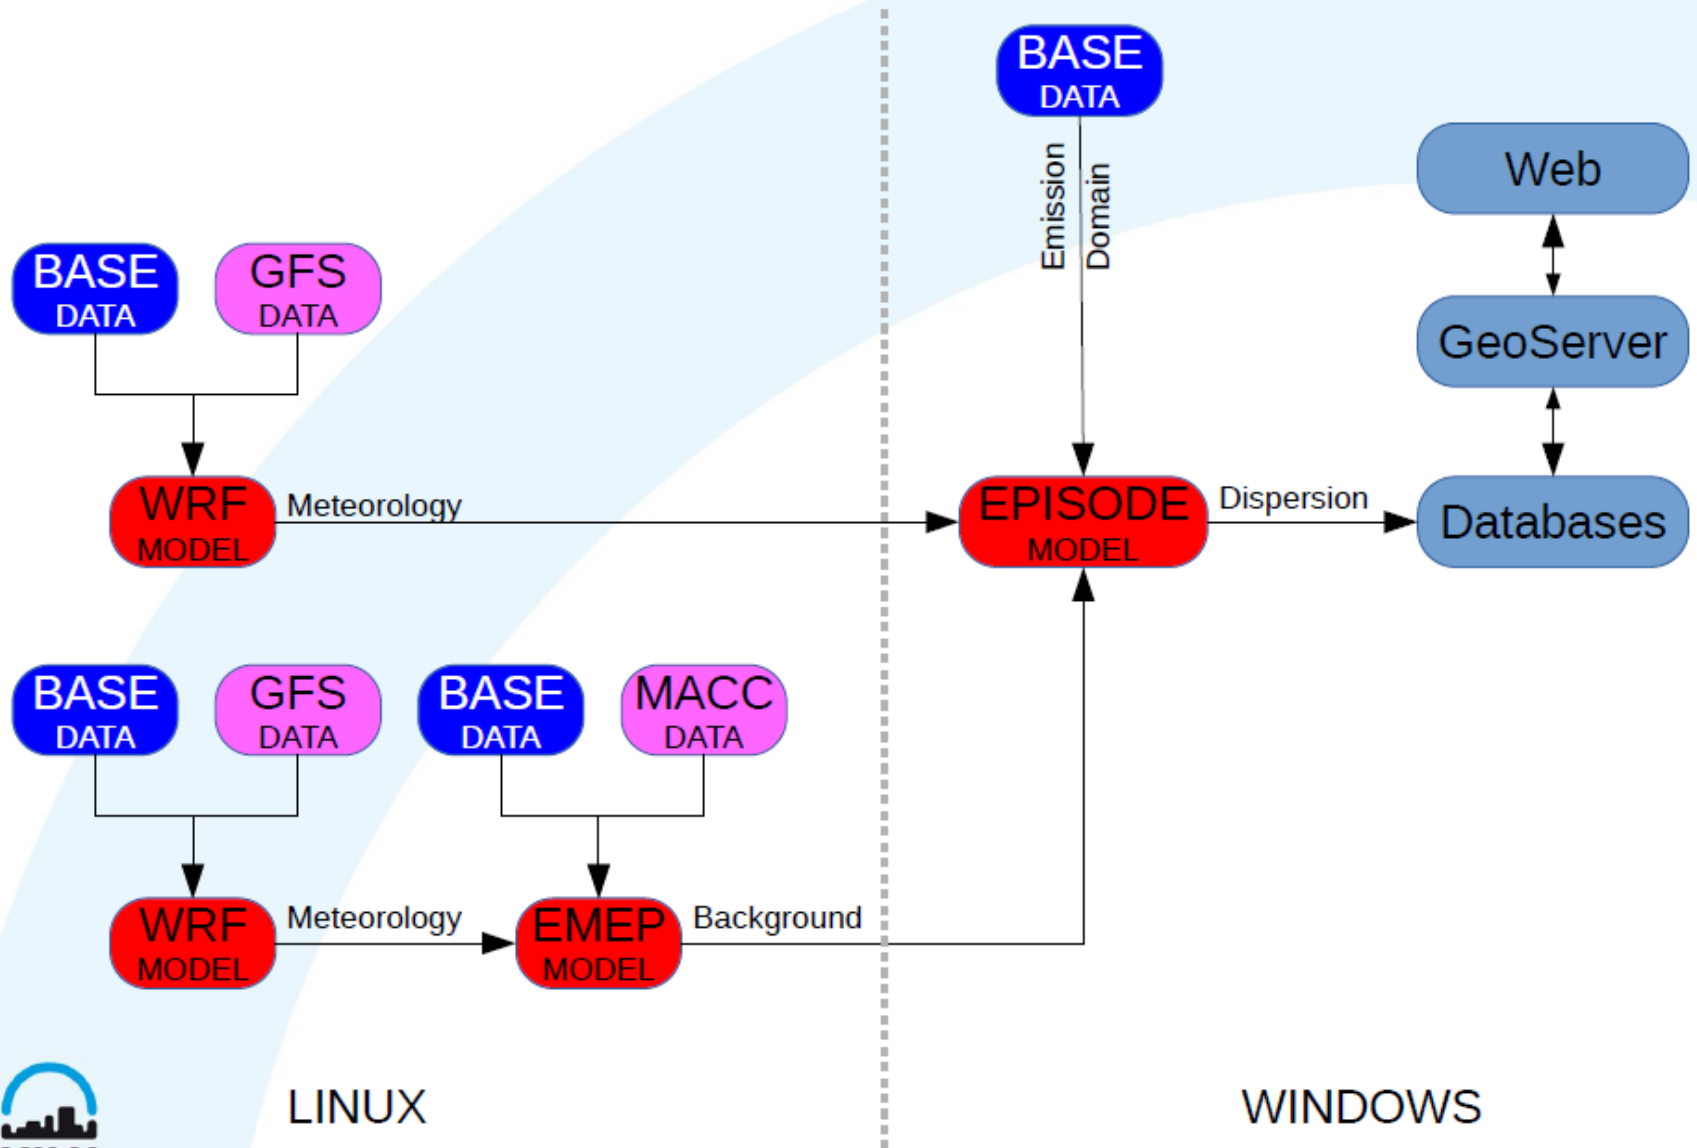 BASE
DATA
Emission
Domain
Web
BASE
DATA
GFS
DATA
GeoServer
WRF
MODEL
Meteorology
EPISODE
MODEL
Dispersion
Databases
BASE
DATA
GFS
DATA
BASE
DATA
MACC
DATA
WRF
MODEL
Meteorology
EMEP
MODEL
Background
LINUX
WINDOWS